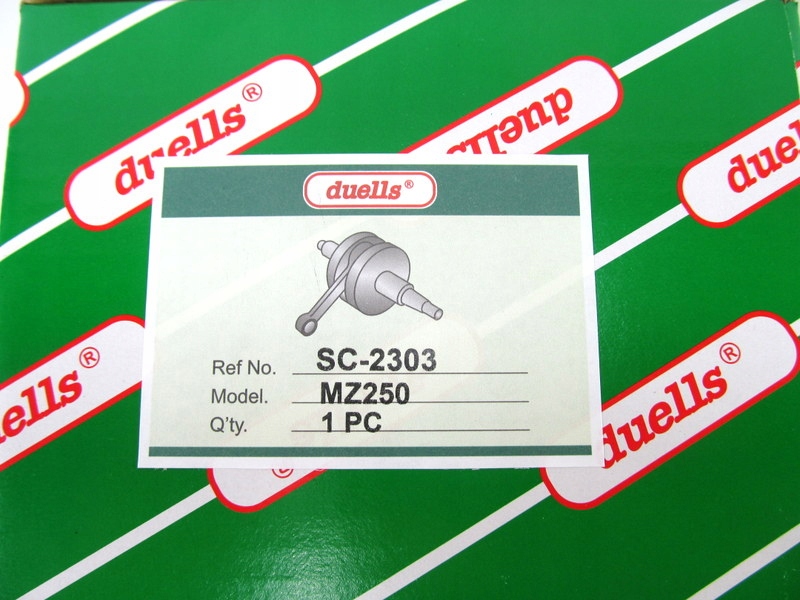 duells®
duells
duells
duells®
Ref No. SC-2303
Model. MZ250
Q'ty. 1 PC
duells®
duells®